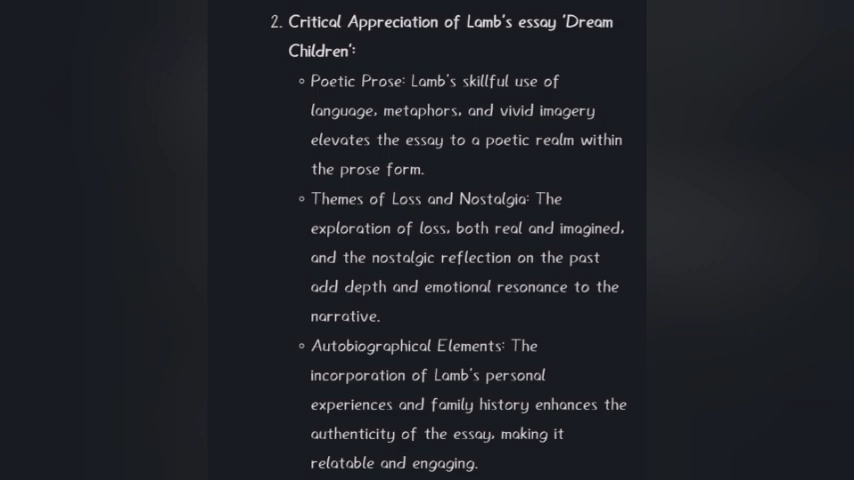 2. Critical Appreciation of Lamb's essay 'Dream
Children':
◦ Poetic Prose: Lamb's skillful use of
language, metaphors, and vivid imagery
elevates the essay to a poetic realm within
the prose form.
◦ Themes of Loss and Nostalgia: The
exploration of loss, both real and imagined,
and the nostalgic reflection on the past
add depth and emotional resonance to the
narrative.
◦ Autobiographical Elements: The
incorporation of Lamb's personal
experiences and family history enhances the
authenticity of the essay, making it
relatable and engaging.